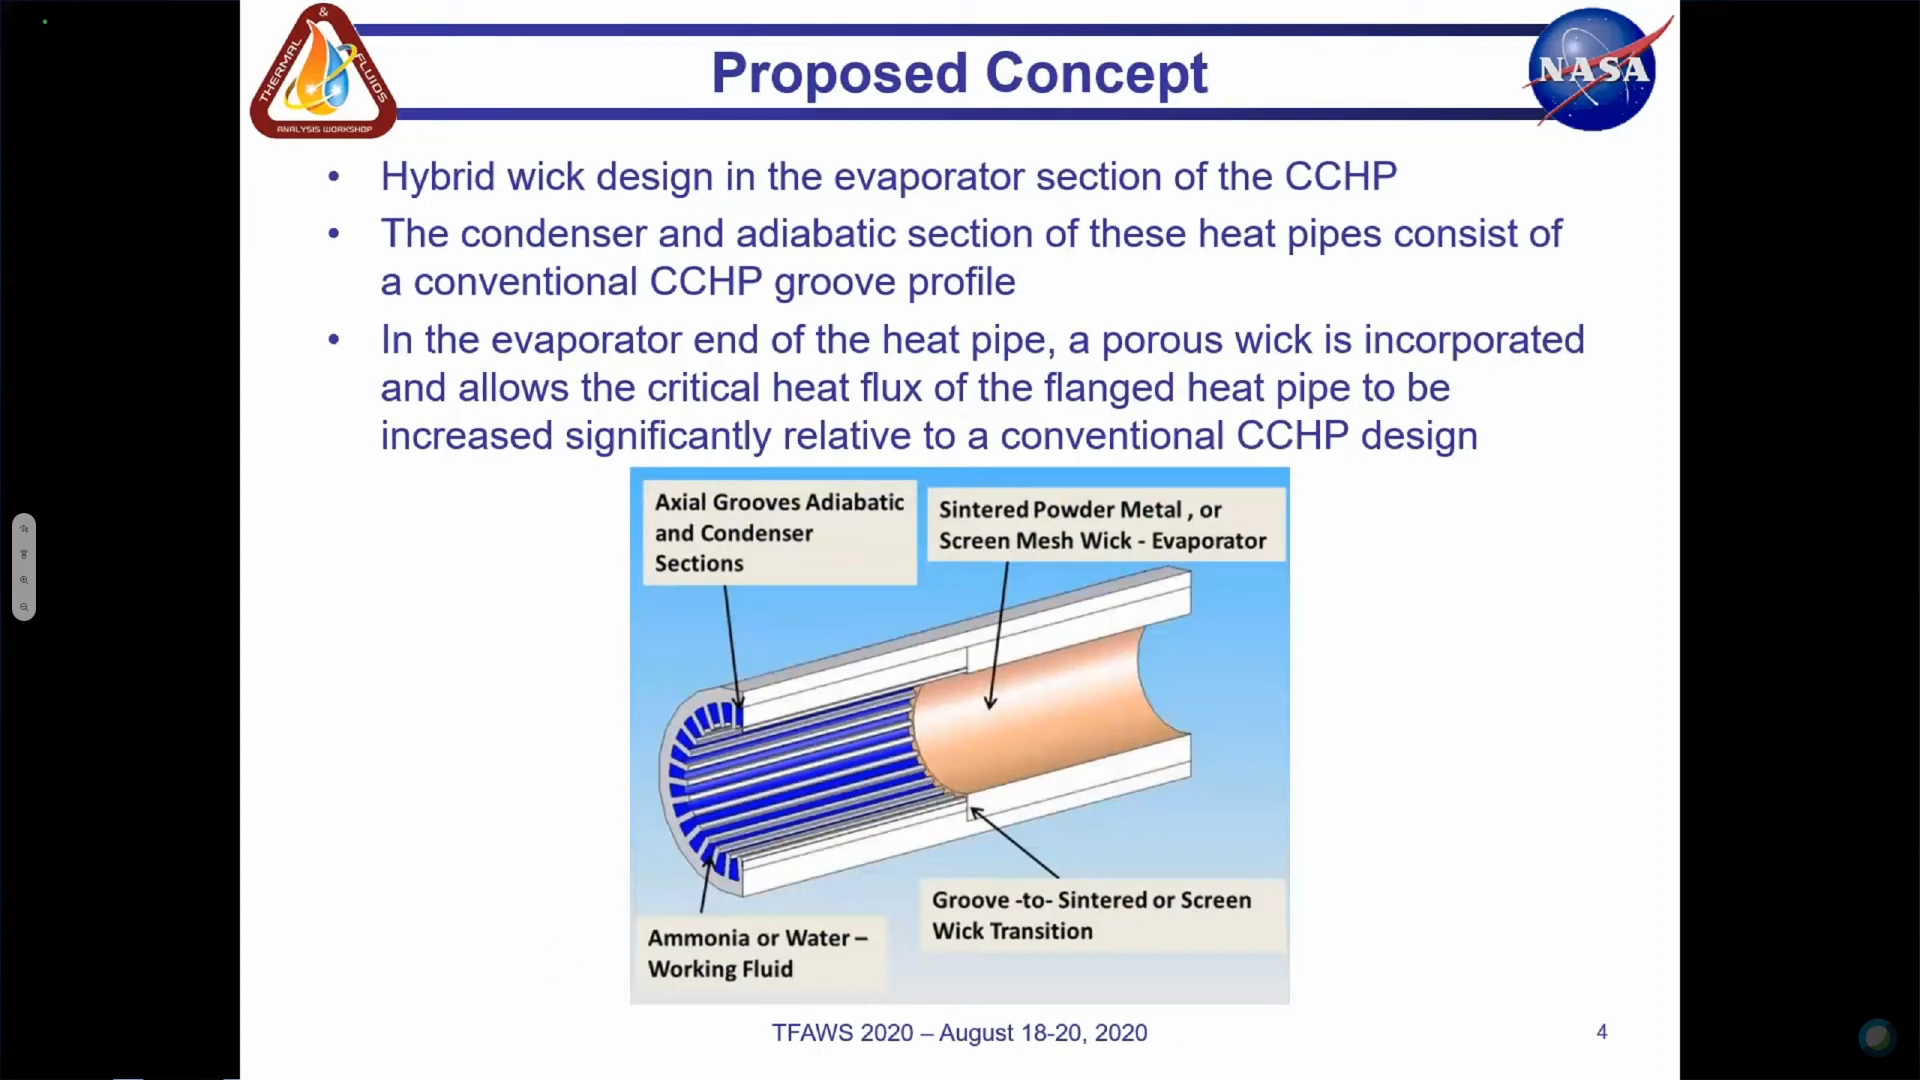 &
THERMAL
FLUIDS
ANALYSIS WORKSHOP
Proposed Concept
NASA
• Hybrid wick design in the evaporator section of the CCHP
• The condenser and adiabatic section of these heat pipes consist of
a conventional CCHP groove profile
• In the evaporator end of the heat pipe, a porous wick is incorporated
and allows the critical heat flux of the flanged heat pipe to be
increased significantly relative to a conventional CCHP design
Axial Grooves Adiabatic
and Condenser
Sections
Sintered Powder Metal , or
Screen Mesh Wick - Evaporator
Groove -to- Sintered or Screen
Wick Transition
Ammonia or Water –
Working Fluid
TFAWS 2020 – August 18-20, 2020
4